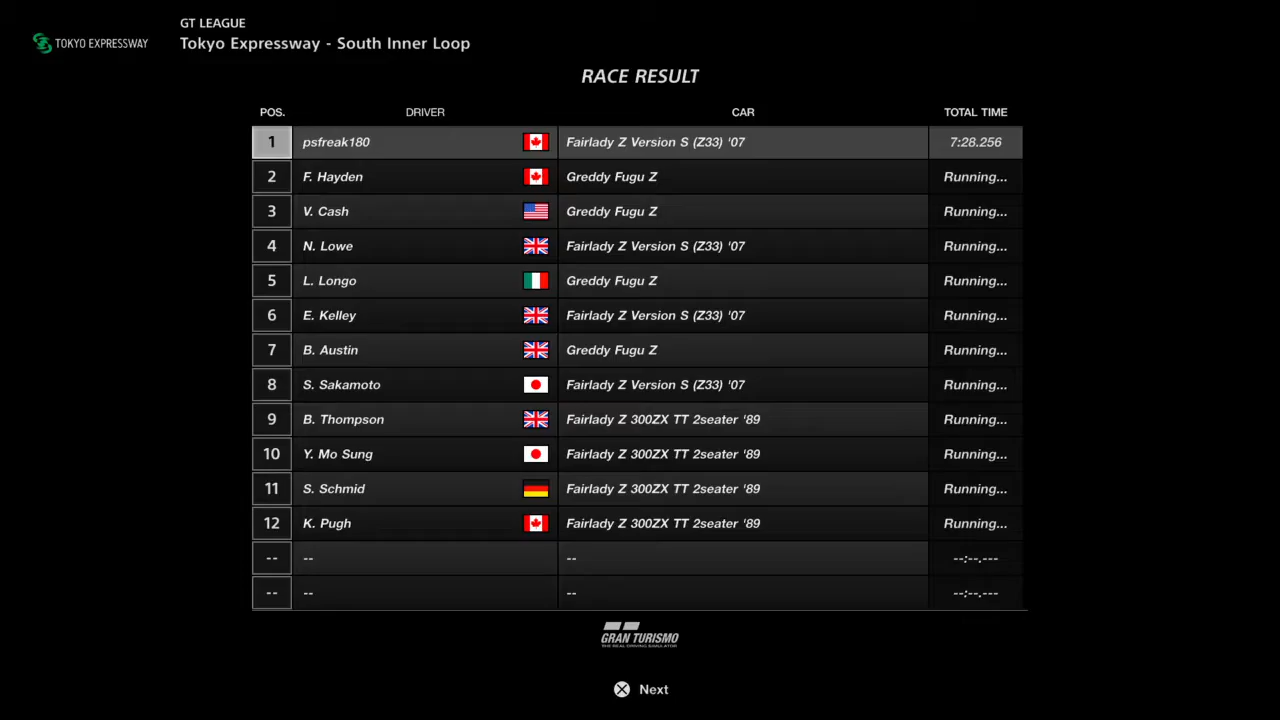 GT LEAGUE
TOKYO EXPRESSWAY
Tokyo Expressway - South Inner Loop
RACE RESULT
POS. DRIVER CAR TOTAL TIME
1 psfreak180 Fairlady Z Version S (Z33) '07 7:28.256
2 F. Hayden Greddy Fugu Z Running...
3 V. Cash Greddy Fugu Z Running...
4 N. Lowe Fairlady Z Version S (Z33) '07 Running...
5 L. Longo Greddy Fugu Z Running...
6 E. Kelley Fairlady Z Version S (Z33) '07 Running...
7 B. Austin Greddy Fugu Z Running...
8 S. Sakamoto Fairlady Z Version S (Z33) '07 Running...
9 B. Thompson Fairlady Z 300ZX TT 2seater '89 Running...
10 Y. Mo Sung Fairlady Z 300ZX TT 2seater '89 Running...
11 S. Schmid Fairlady Z 300ZX TT 2seater '89 Running...
12 K. Pugh Fairlady Z 300ZX TT 2seater '89 Running...
-- -- -- --:--.---
-- -- -- --:--.---
GRAN TURISMO
THE REAL DRIVING SIMULATOR
Next